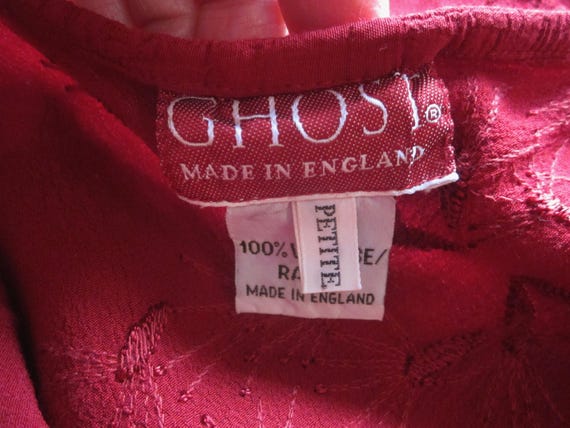 GHOST®
MADE IN ENGLAND
PETITE
100%
MADE IN ENGLAND